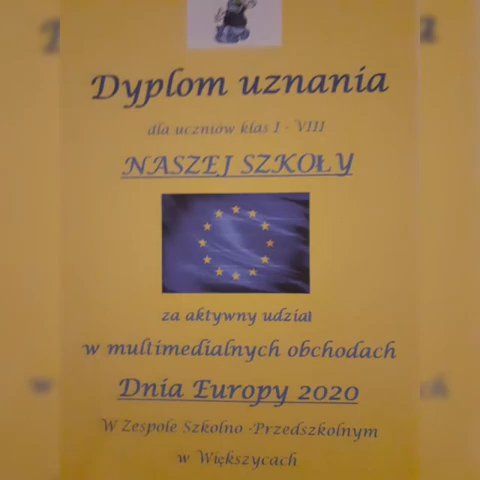 Dyplom uznania
dla uczniów klas I - VIII
NASZEJ SZKOŁY
za aktywny udział
w multimedialnych obchodach
Dnia Europy 2020
W Zespole Szkolno -Przedszkolnym
w Większycach